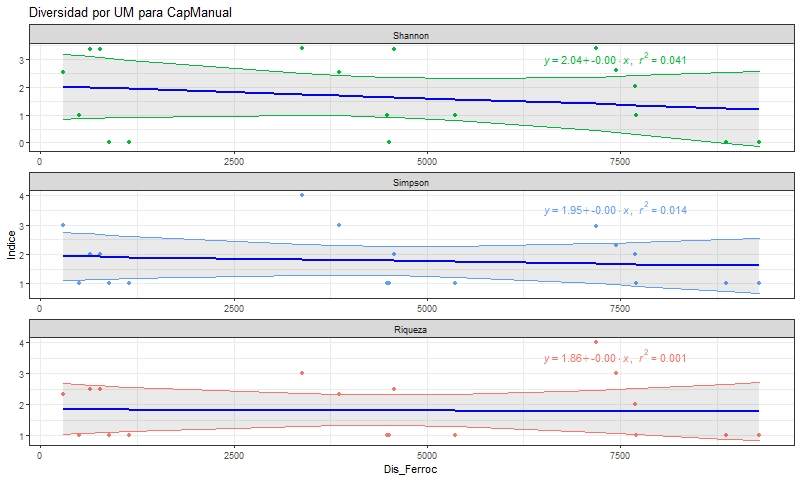 Diversidad por UM para CapManual
Shannon
y = 2.04+-0.00 · x, r² = 0.041
3
2
1
0
0 2500 5000 7500
Simpson
y = 1.95+-0.00 · x, r² = 0.014
4
3
2
1
0 2500 5000 7500
Riqueza
y = 1.86+-0.00 · x, r² = 0.001
4
3
2
1
0 2500 5000 7500
Indice
Dis_Ferroc